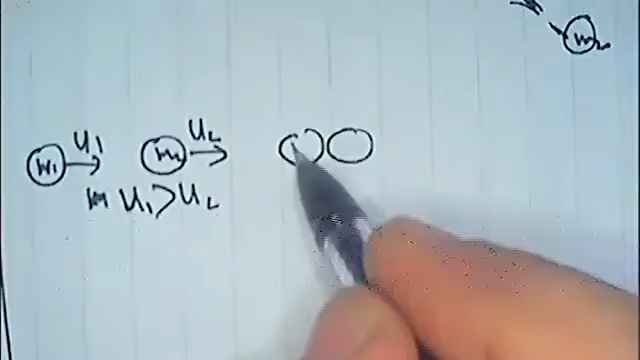 m₂
m₁ u₁ m₂ u₂
m u₁>u₂